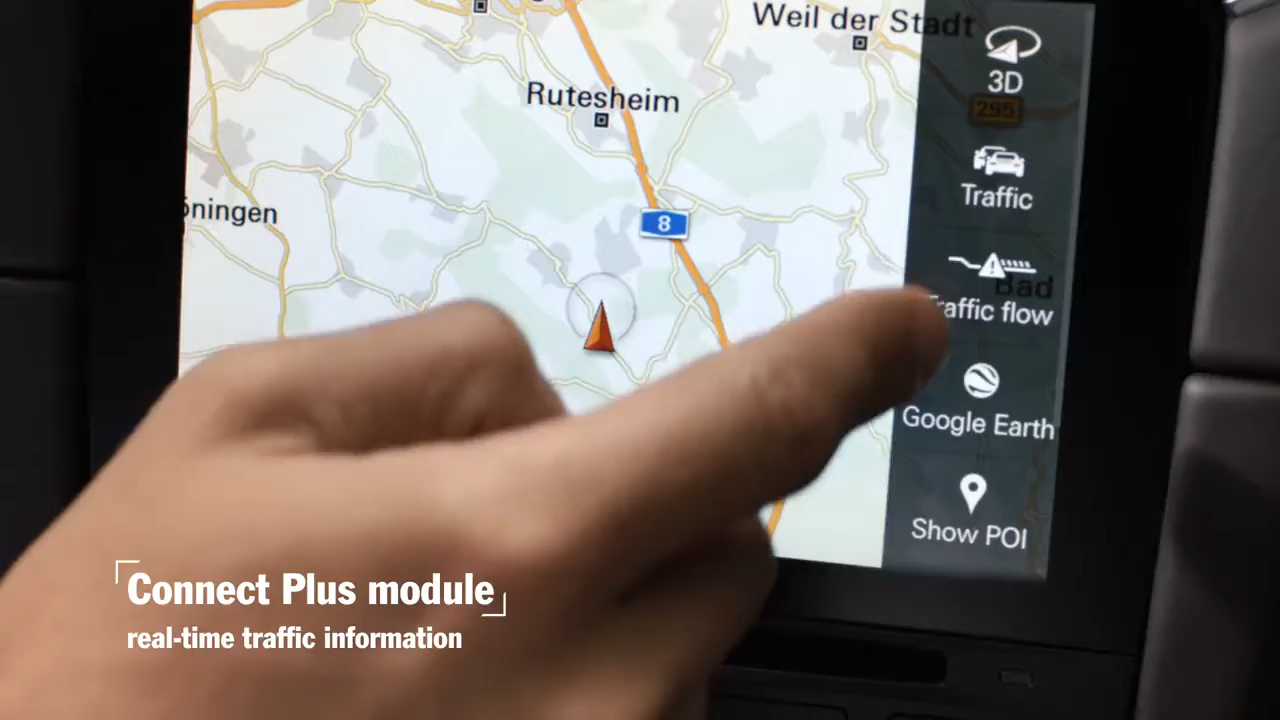 Weil der Stadt
3D
295
Rutesheim
Traffic
öningen
8
Bad
Traffic flow
Google Earth
Show POI
Connect Plus module
real-time traffic information